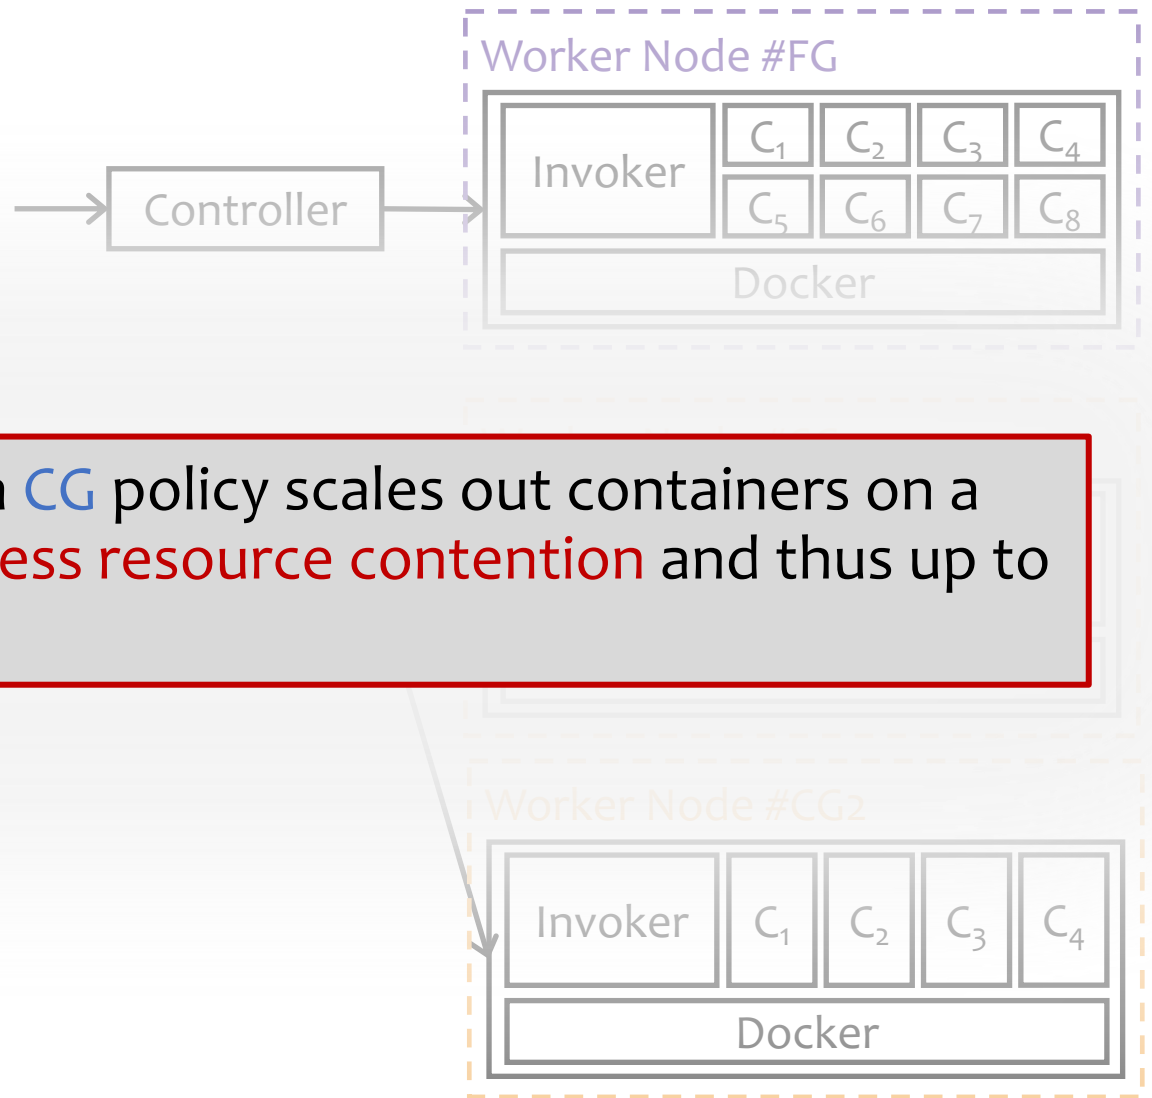 Worker Node #FG
Invoker
C1 C2 C3 C4
C5 C6 C7 C8
Controller
Docker
CG policy scales out containers on a
ess resource contention and thus up to
Worker Node #CG2
Invoker C1 C2 C3 C4
Docker